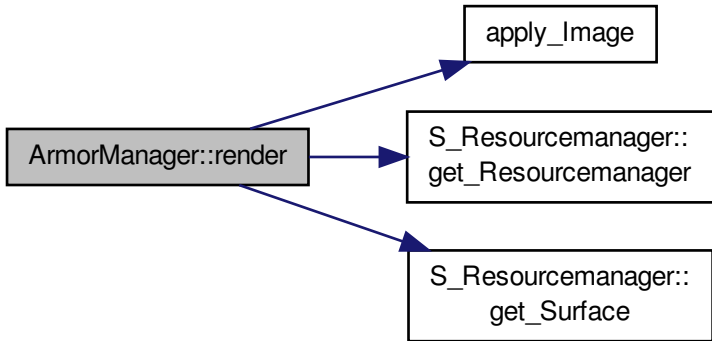 apply_Image
ArmorManager::render
S_Resourcemanager::
get_Resourcemanager
S_Resourcemanager::
get_Surface